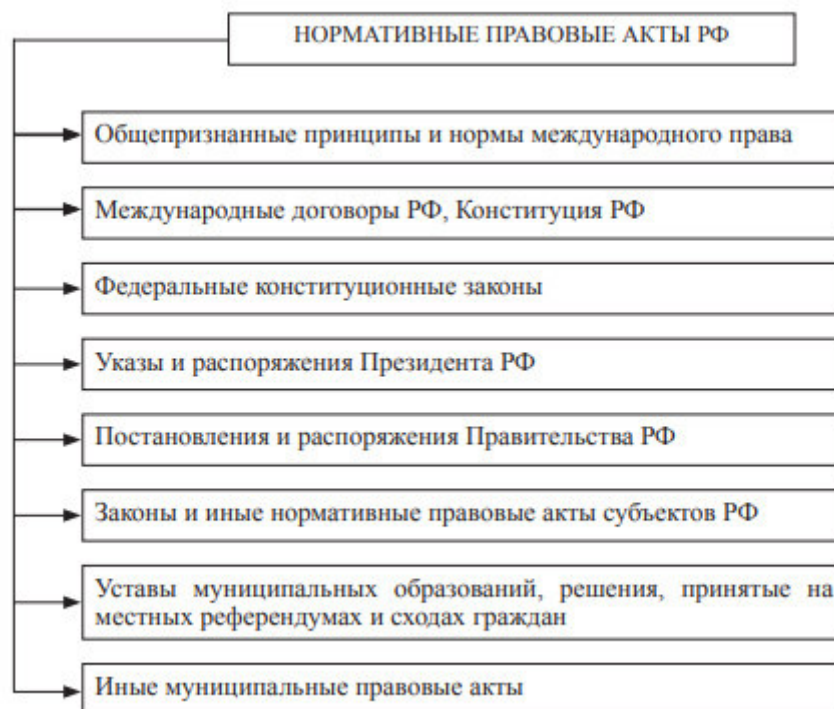 НОРМАТИВНЫЕ ПРАВОВЫЕ АКТЫ РФ
Общепризнанные принципы и нормы международного права
Международные договоры РФ, Конституция РФ
Федеральные конституционные законы
Указы и распоряжения Президента РФ
Постановления и распоряжения Правительства РФ
Законы и иные нормативные правовые акты субъектов РФ
Уставы муниципальных образований, решения, принятые на
местных референдумах и сходах граждан
Иные муниципальные правовые акты